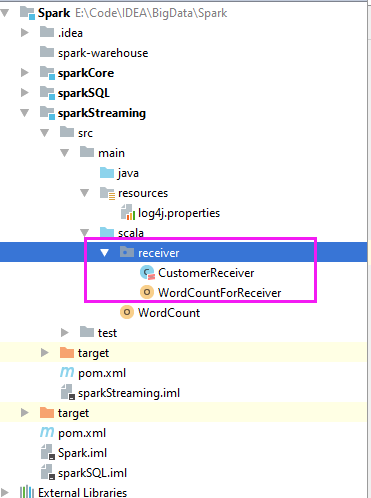 Spark E:\Code\IDEA\BigData\Spark
.idea
spark-warehouse
sparkCore
sparkSQL
sparkStreaming
src
main
java
resources
log4j.properties
scala
receiver
CustomerReceiver
WordCountForReceiver
WordCount
test
target
pom.xml
sparkStreaming.iml
target
pom.xml
Spark.iml
sparkSQL.iml
External Libraries